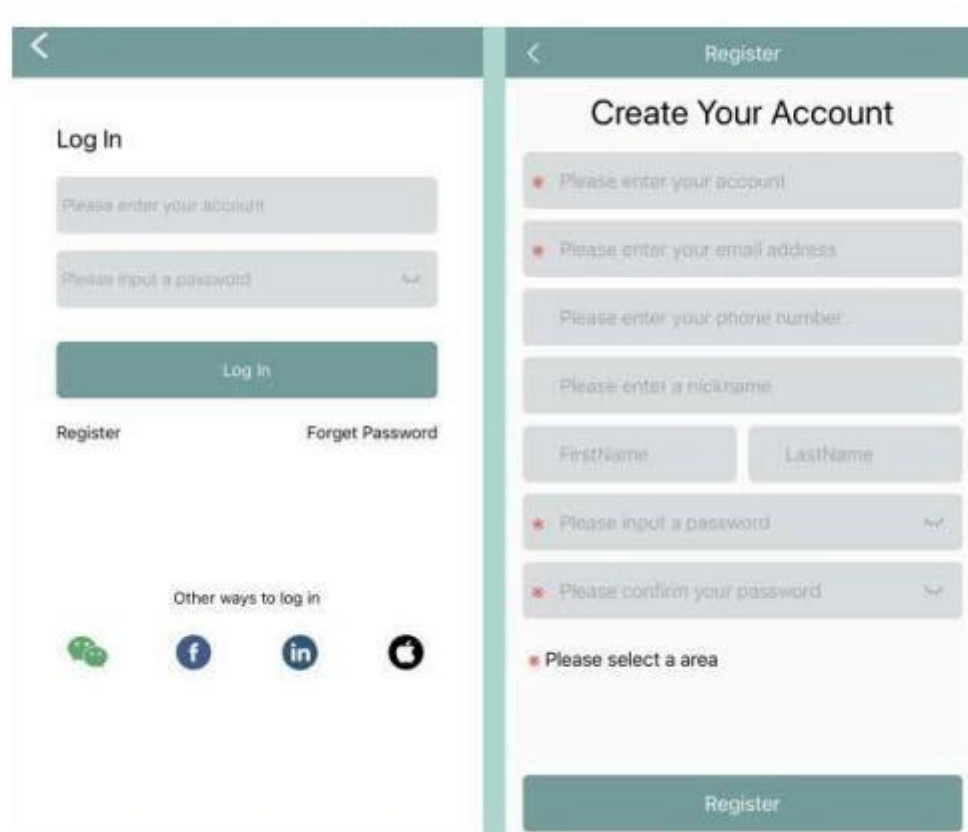 Log In
Please enter your account
Please input a password
Log In
Register Forget Password
Other ways to log in
f in
Register
Create Your Account
* Please enter your account
* Please enter your email address
Please enter your phone number
Please enter a nickname
FirstName LastName
* Please input a password
* Please confirm your password
* Please select a area
Register